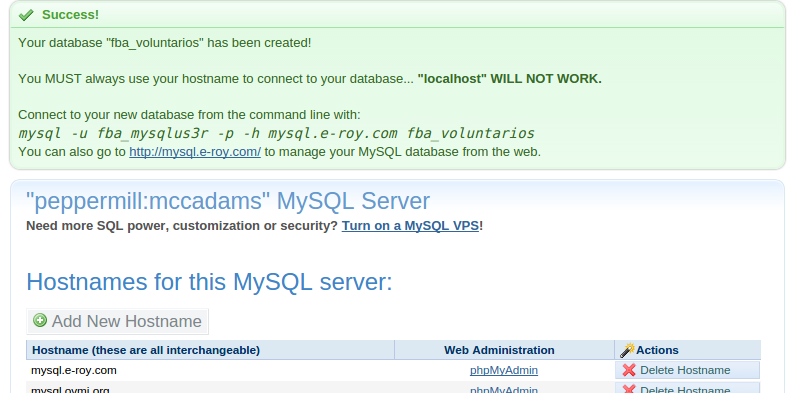 Success!
Your database "fba_voluntarios" has been created!
You MUST always use your hostname to connect to your database... "localhost" WILL NOT WORK.
Connect to your new database from the command line with:
mysql -u fba_mysqlus3r -p -h mysql.e-roy.com fba_voluntarios
You can also go to http://mysql.e-roy.com/ to manage your MySQL database from the web.
"peppermill:mccadams" MySQL Server
Need more SQL power, customization or security? Turn on a MySQL VPS!
Hostnames for this MySQL server:
Add New Hostname
Hostname (these are all interchangeable) Web Administration Actions
mysql.e-roy.com phpMyAdmin Delete Hostname
phpMyAdmin Delete Hostname